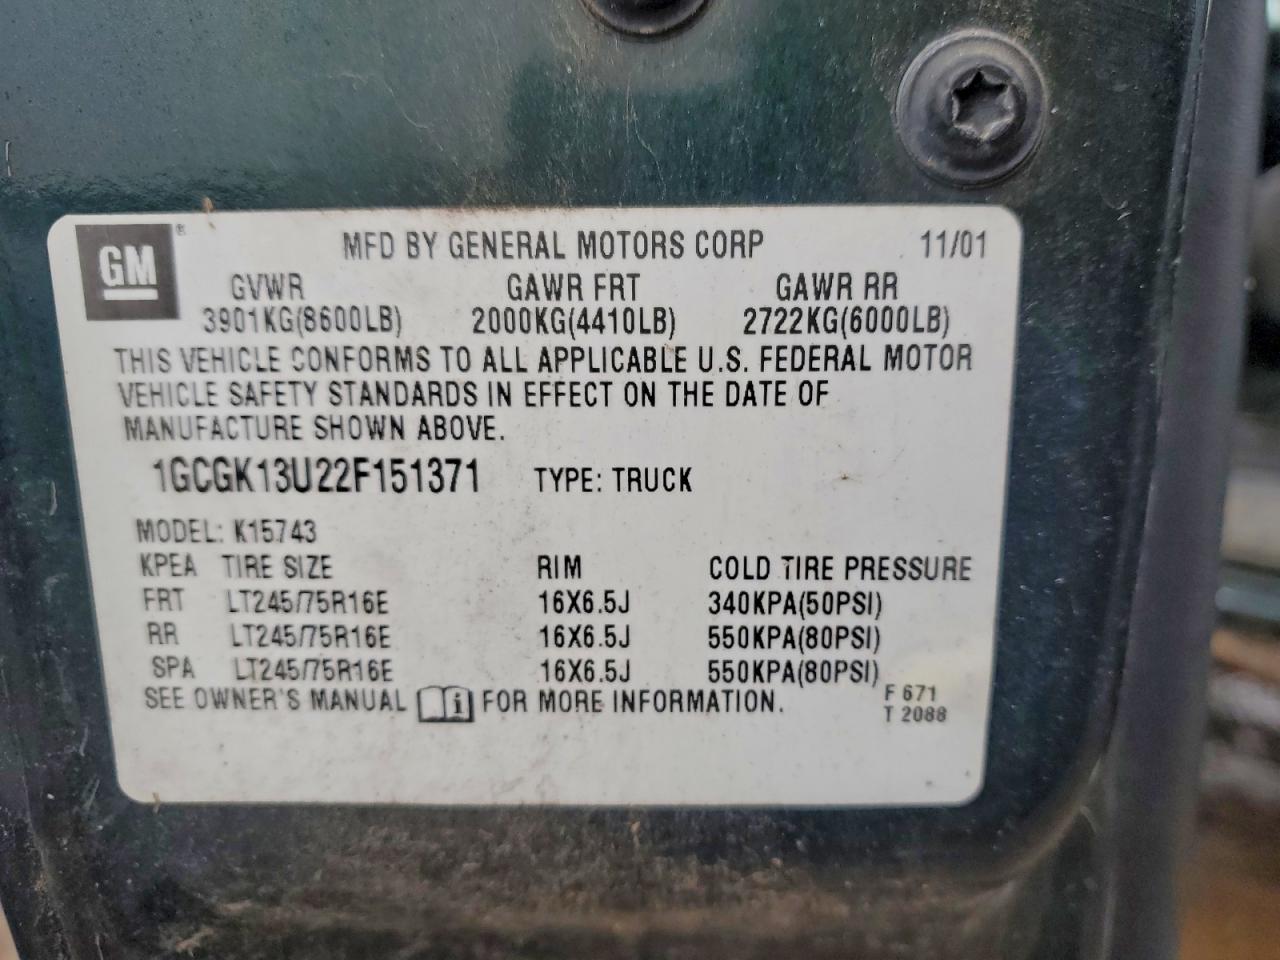 GM®
MFD BY GENERAL MOTORS CORP 11/01
GVWR GAWR FRT GAWR RR
3901KG(8600LB) 2000KG(4410LB) 2722KG(6000LB)
THIS VEHICLE CONFORMS TO ALL APPLICABLE U.S. FEDERAL MOTOR
VEHICLE SAFETY STANDARDS IN EFFECT ON THE DATE OF
MANUFACTURE SHOWN ABOVE.
1GCGK13U22F151371 TYPE: TRUCK
MODEL: K15743
KPEA TIRE SIZE RIM COLD TIRE PRESSURE
FRT LT245/75R16E 16X6.5J 340KPA(50PSI)
RR LT245/75R16E 16X6.5J 550KPA(80PSI)
SPA LT245/75R16E 16X6.5J 550KPA(80PSI)
SEE OWNER'S MANUAL i FOR MORE INFORMATION.
F 671
T 2088